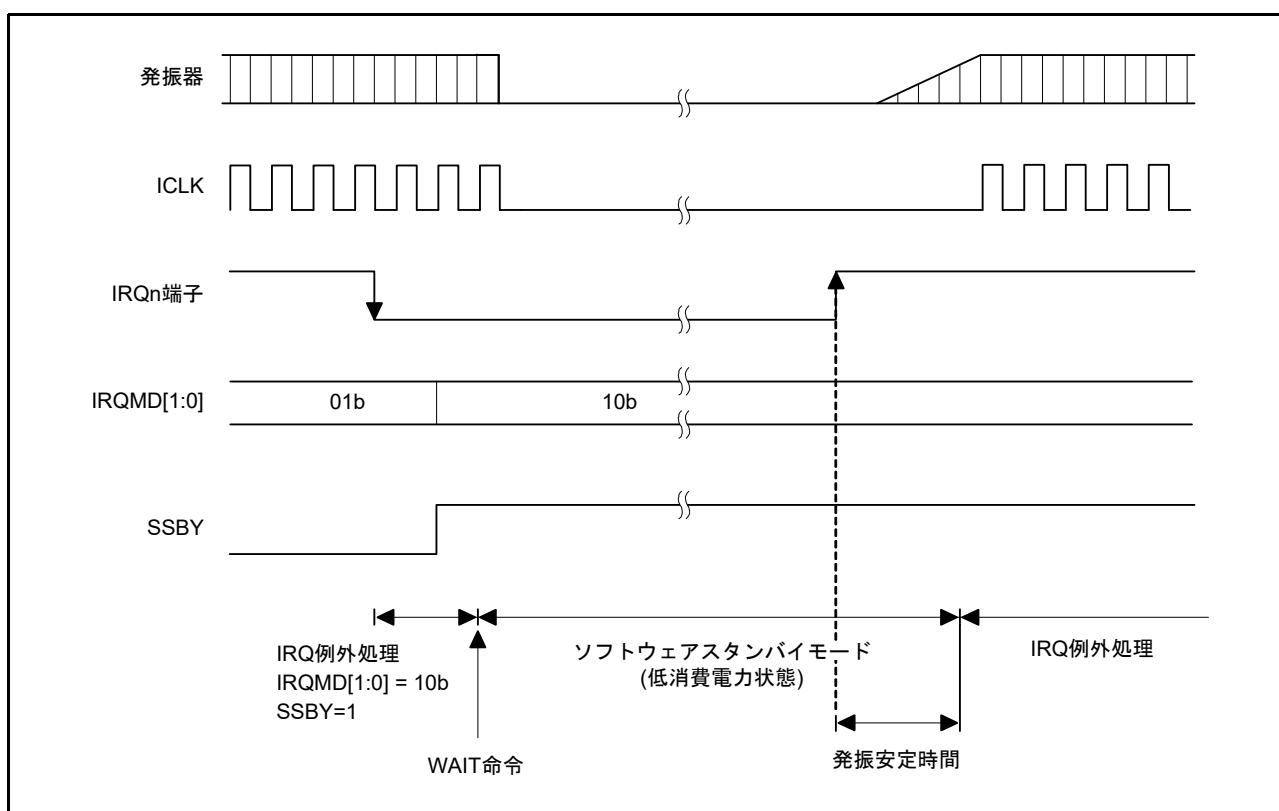 発振器
ICLK
IRQn端子
IRQMD[1:0]
01b
10b
SSBY
IRQ例外処理
IRQMD[1:0] = 10b
SSBY=1
ソフトウェアスタンバイモード
(低消費電力状態)
IRQ例外処理
WAIT命令
発振安定時間